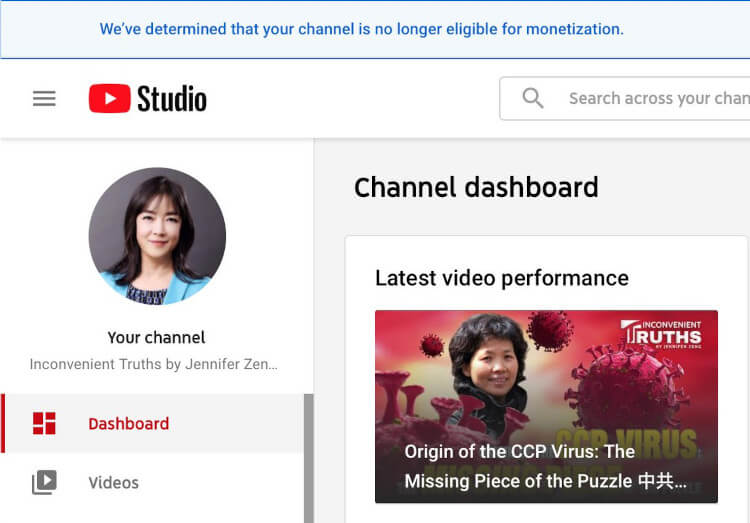 We've determined that your channel is no longer eligible for monetization.
Studio
Search across your chan
Channel dashboard
Latest video performance
INCONVENIENT
TRUTHS
BY JENNIFER ZENG
CCP VIRUS:
Origin of the CCP Virus: The
Missing Piece of the Puzzle 中共...
Your channel
Inconvenient Truths by Jennifer Zen...
Dashboard
Videos